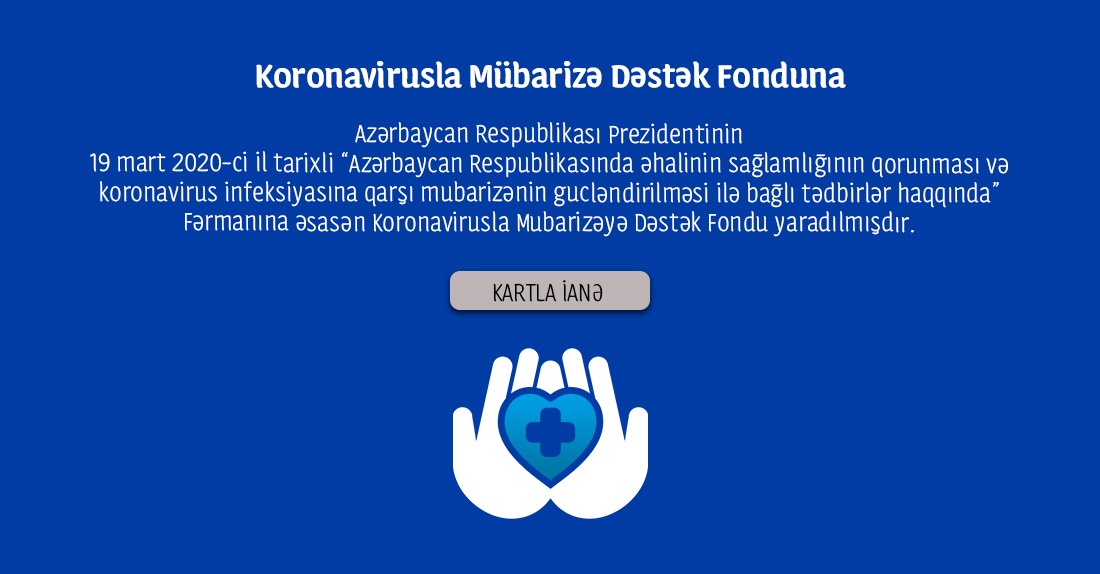 Koronavirusla Mübarizə Dəstək Fonduna
Azərbaycan Respublikası Prezidentinin
19 mart 2020-ci il tarixli “Azərbaycan Respublikasında əhalinin sağlamlığının qorunması və
koronavirus infeksiyasına qarşı mubarizənin gucləndirilməsi ilə bağlı tədbirlər haqqında”
Fərmanına əsasən Koronavirusla Mubarizəyə Dəstək Fondu yaradılmışdır.
KARTLA İANƏ